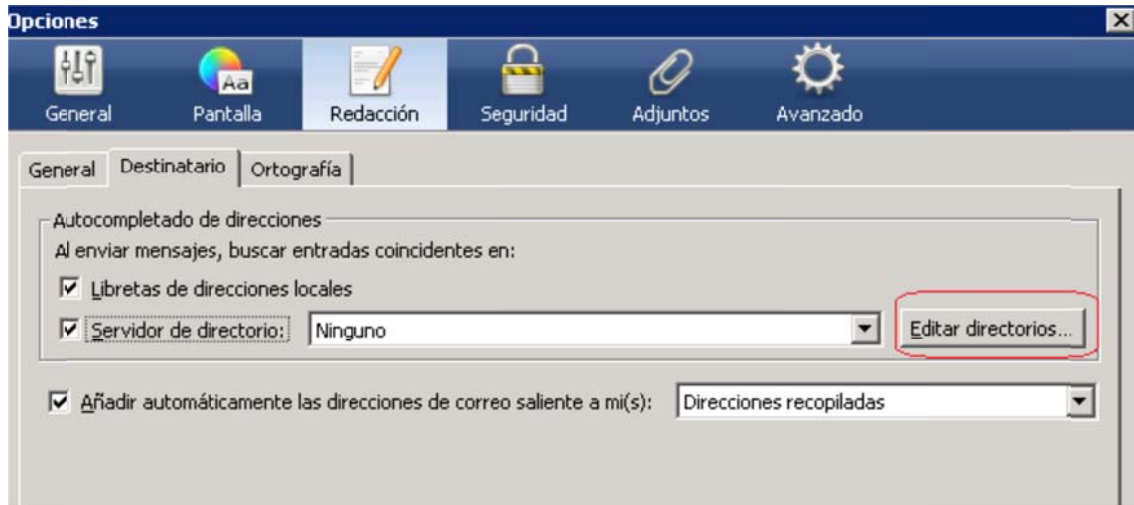 Opciones
General Pantalla Redacción Seguridad Adjuntos Avanzado
General Destinatario Ortografía
Autocompletado de direcciones
Al enviar mensajes, buscar entradas coincidentes en:
Libretas de direcciones locales
Servidor de directorio: Ninguno Editar directorios...
Añadir automáticamente las direcciones de correo saliente a mi(s): Direcciones recopiladas
Aa